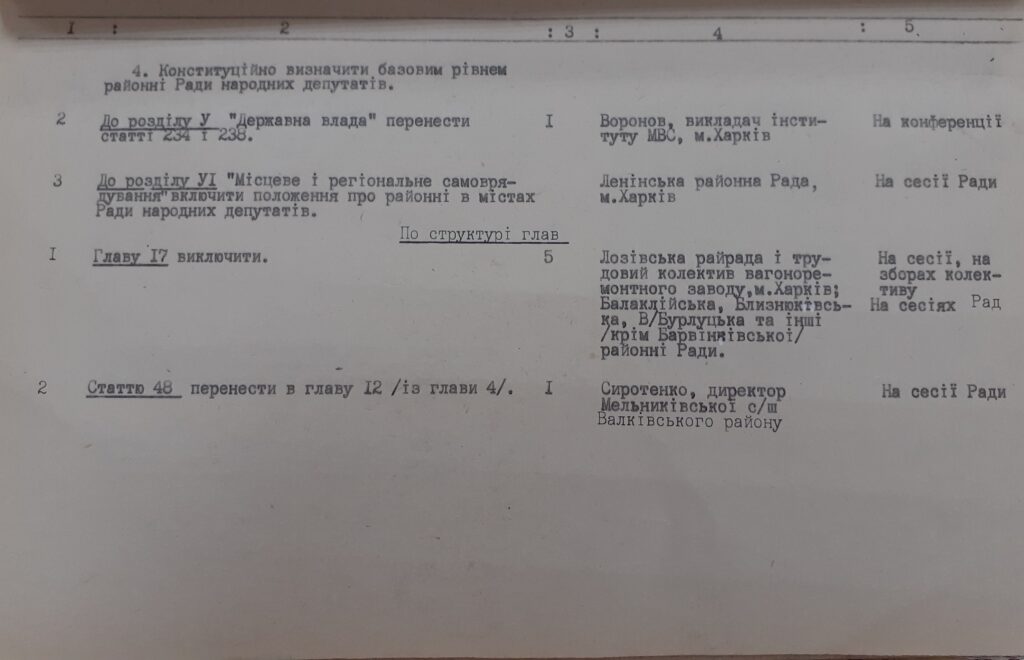 I : 2 : 3 : 4 : 5
4. Конституційно визначити базовим рівнем
районні Ради народних депутатів.
2 До розділу У "Державна влада" перенести I Воронов, викладач інсти- На конференції
статті 234 і 238. туту МВС, м.Харків
3 До розділу УІ "Місцеве і регіональне самовря- Ленінська районна Рада, На сесії Ради
дування"включити положення про районні в містах м.Харків
Ради народних депутатів.
По структурі глав
I Главу I7 виключити. 5 Лозівська райрада і тру- На сесії, на
довий колектив вагоноре- зборах колек-
монтного заводу,м.Харків; тиву
Балаклійська, Близнюківсь- На сесіях Рад
ка, В/Бурлуцька та інші
/крім Барвінківської/
районні Ради.
2 Статтю 48 перенести в главу I2 /із глави 4/. I Сиротенко, директор На сесії Ради
Мельниківської с/ш
Валківського району